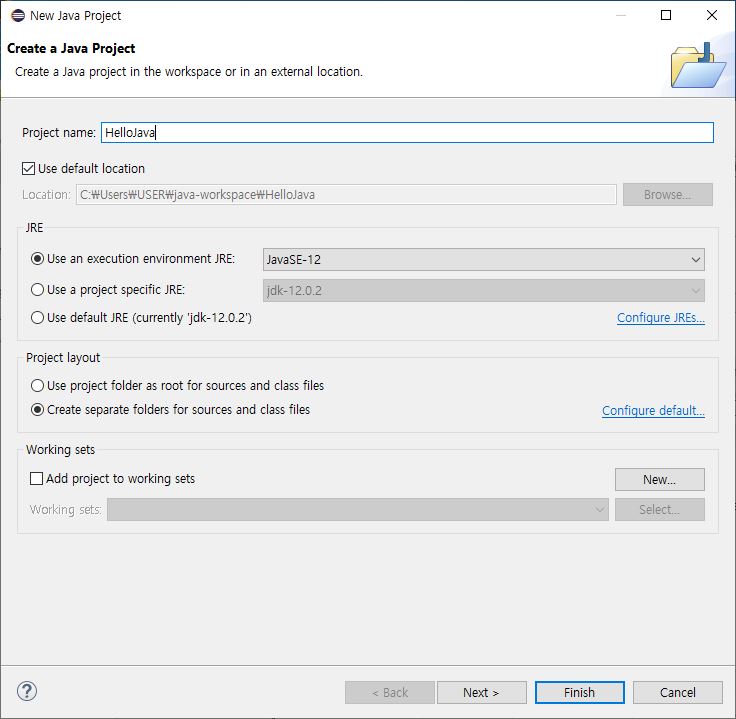 New Java Project
Create a Java Project
Create a Java project in the workspace or in an external location.
Project name: HelloJava
Use default location
Location: C:₩Users₩USER₩java-workspace₩HelloJava Browse...
JRE
Use an execution environment JRE: JavaSE-12
Use a project specific JRE: jdk-12.0.2
Use default JRE (currently 'jdk-12.0.2') Configure JREs...
Project layout
Use project folder as root for sources and class files
Create separate folders for sources and class files Configure default...
Working sets
Add project to working sets New...
Working sets: Select...
? < Back Next > Finish Cancel